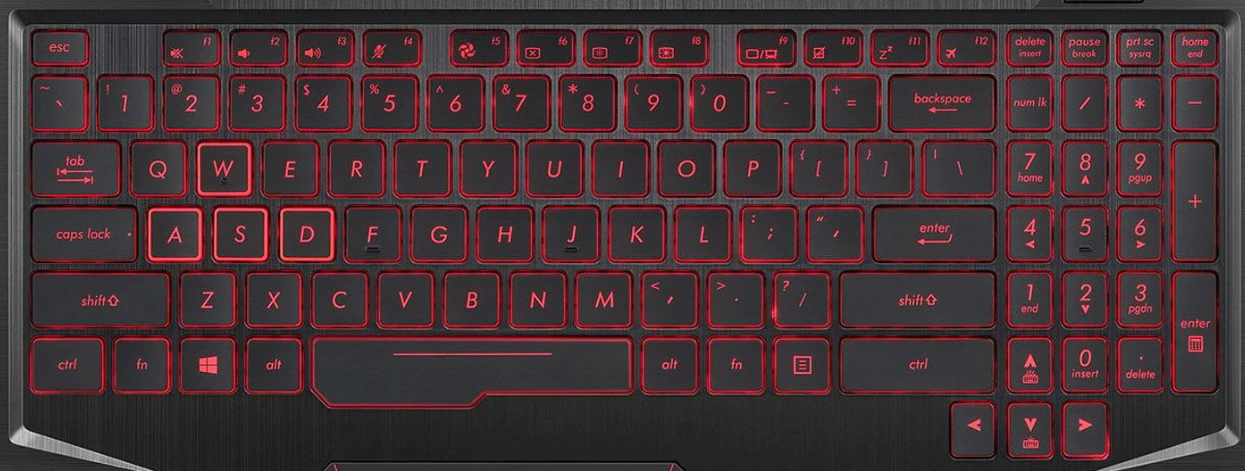 esc f1 f2 f3 f4 f5 f6 f7 f8 f9 f10 f11 f12 delete insert pause break prt sc sysrq home end
~ ` ! 1 @ 2 # 3 $ 4 % 5 ^ 6 & 7 * 8 ( 9 ) 0 _ - + = backspace num lk / * −
tab Q W E R T Y U I O P { [ } ] | \ 7 home 8 9 pgup +
caps lock A S D F G H J K L : ; " , enter 4 5 6
shift Z X C V B N M < , > . ? / shift 1 end 2 3 pgdn enter
ctrl fn alt alt fn ctrl 0 insert . delete